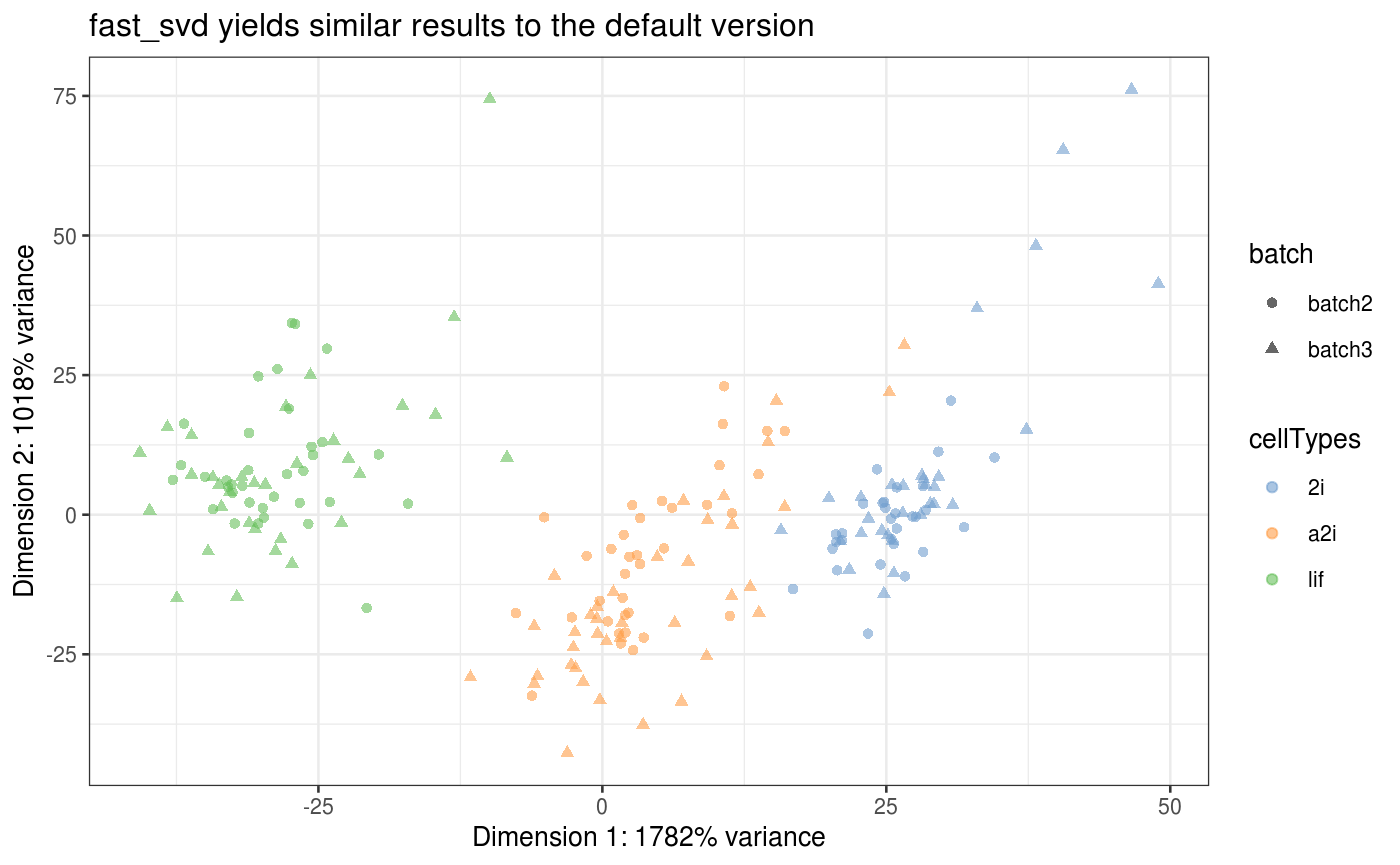 fast_svd yields similar results to the default version
75
50
25
0
-25
Dimension 2: 1018% variance
-25
0
25
50
Dimension 1: 1782% variance
batch
batch2
batch3
cellTypes
2i
a2i
lif